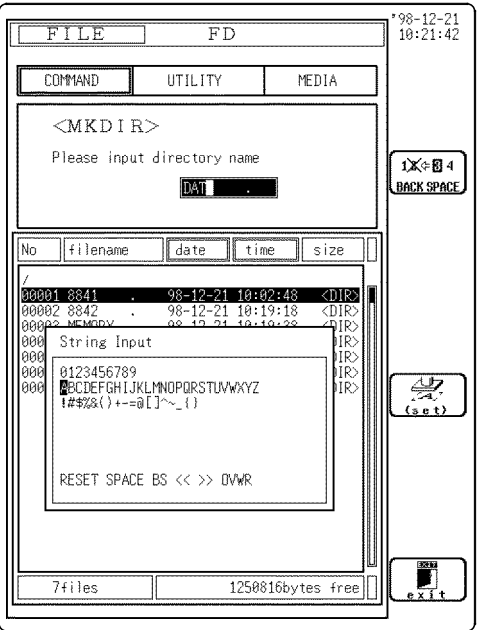 '98-12-21
FILE FD 10:21:42
COMMAND UTILITY MEDIA
<MKDIR>
Please input directory name
DAT .
BACK SPACE
No filename date time size
/
00001 8841 . 98-12-21 10:02:48 <DIR>
00002 8842 . 98-12-21 10:19:18 <DIR>
String Input
0123456789
ABCDEFGHIJKLMNOPQRSTUVWXYZ
!#$%&()+-=@[]^~_{}
(set)
RESET SPACE BS << >> OVWR
EXIT
7files 1250816bytes free
exit